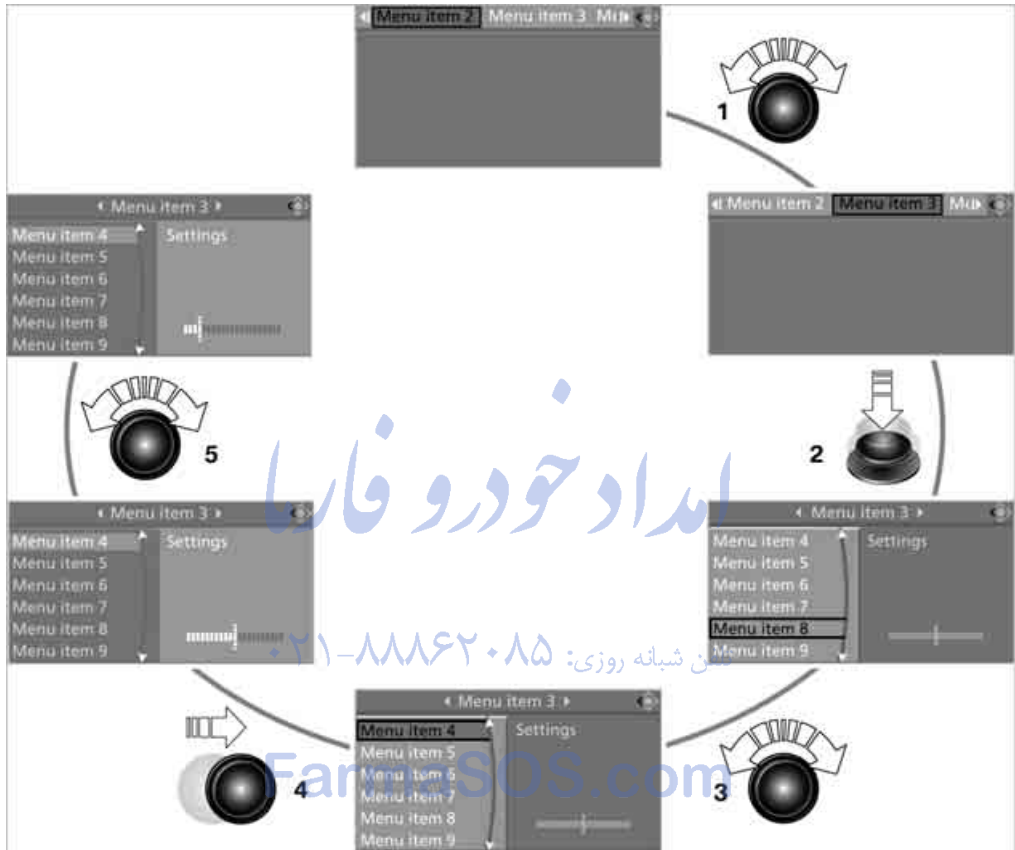 Menu item 2 Menu item 3 M
1
Menu item 2 Menu item 3 M
2
Menu item 3
Menu item 4
Menu item 5
Menu item 6
Menu item 7
Menu item 8
Menu item 9
Settings
3
Menu item 3
Menu item 4
Menu item 5
Menu item 6
Menu item 7
Menu item 8
Menu item 9
Settings
4
Menu item 3
Menu item 4
Menu item 5
Menu item 6
Menu item 7
Menu item 8
Menu item 9
Settings
5
Menu item 3
Menu item 4
Menu item 5
Menu item 6
Menu item 7
Menu item 8
Menu item 9
Settings
امداد خودرو فارما
تلفن شبانه روزی: ۰۲۱-۸۸۸۶۲۰۸۵
FarmaSOS.com